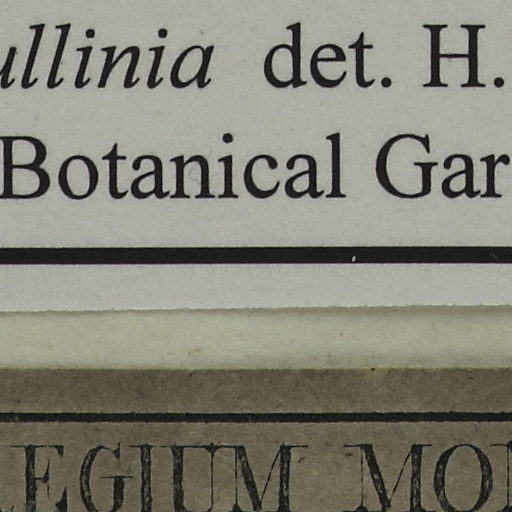 ullinia det. H.
Botanical Gar
EGIUM MO